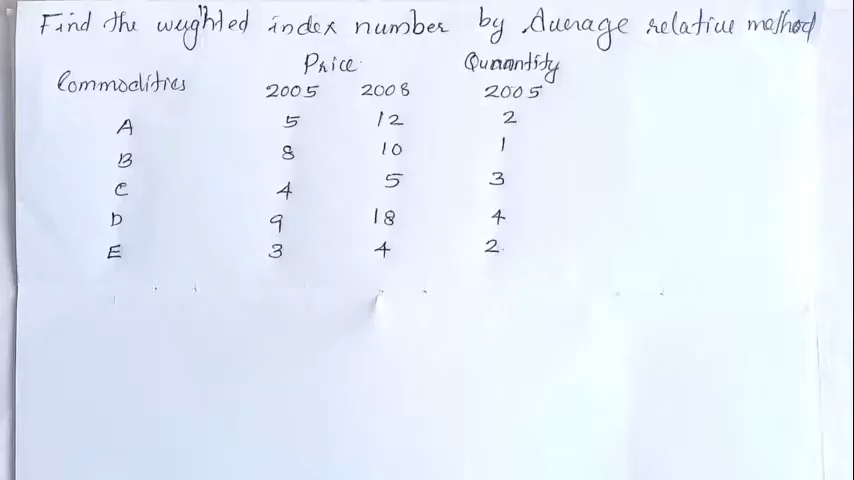 Find the weighted index number by Average relative method
Price Quanantity
Commodities 2005 2008 2005
A 5 12 2
B 8 10 1
C 4 5 3
D 9 18 4
E 3 4 2